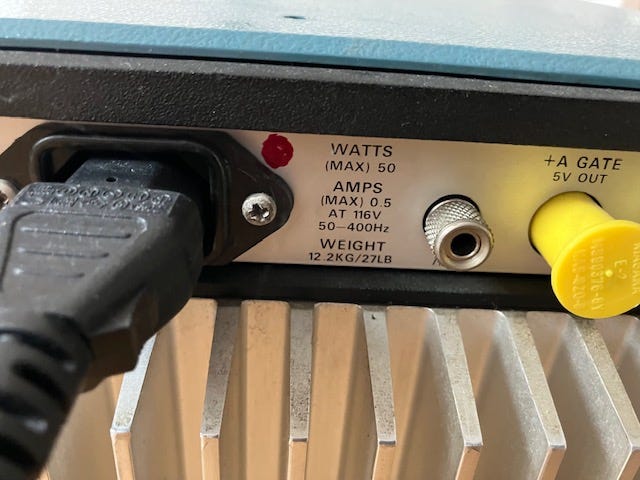 WATTS
(MAX) 50
AMPS
(MAX) 0.5
AT 116V
50—400Hz
WEIGHT
12.2KG/27LB
+A GATE
5V OUT